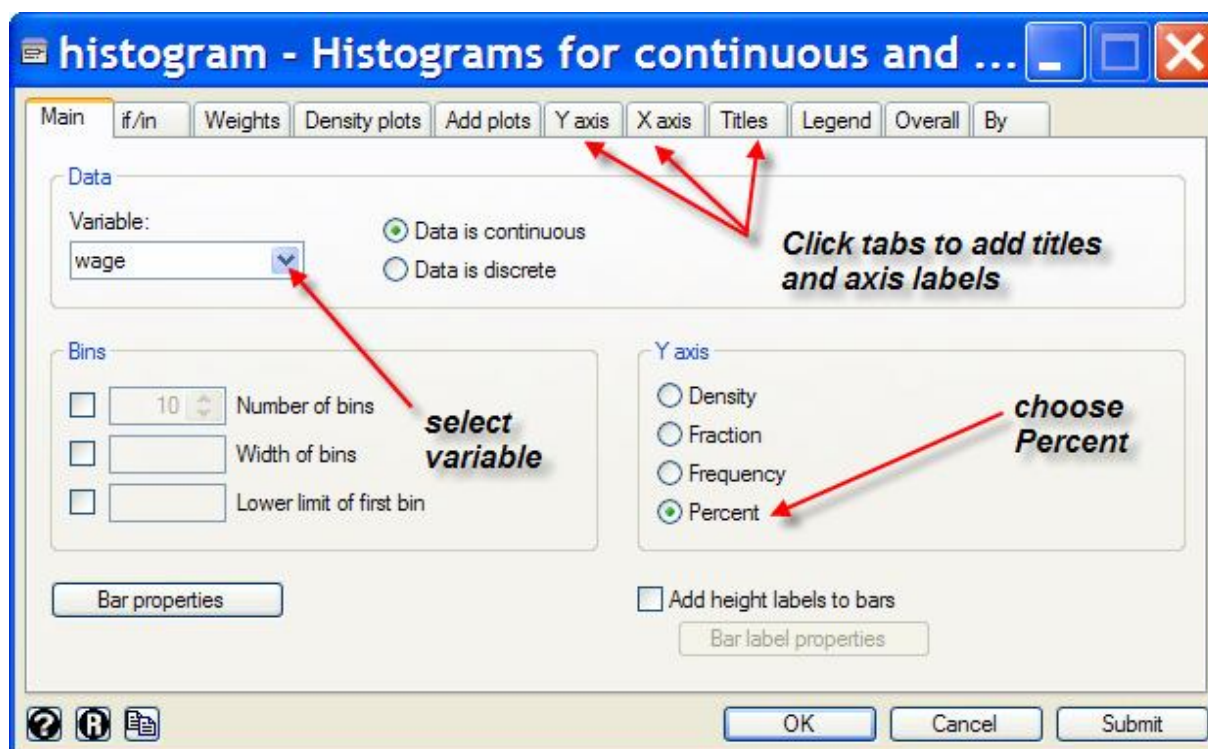 histogram - Histograms for continuous and ...
Main if/in Weights Density plots Add plots Y axis X axis Titles Legend Overall By
Data
Variable:
wage
Data is continuous
Data is discrete
Click tabs to add titles
and axis labels
Bins
10 Number of bins
Width of bins
Lower limit of first bin
select
variable
Y axis
Density
Fraction
Frequency
Percent
choose
Percent
Bar properties
Add height labels to bars
Bar label properties
? R
OK Cancel Submit